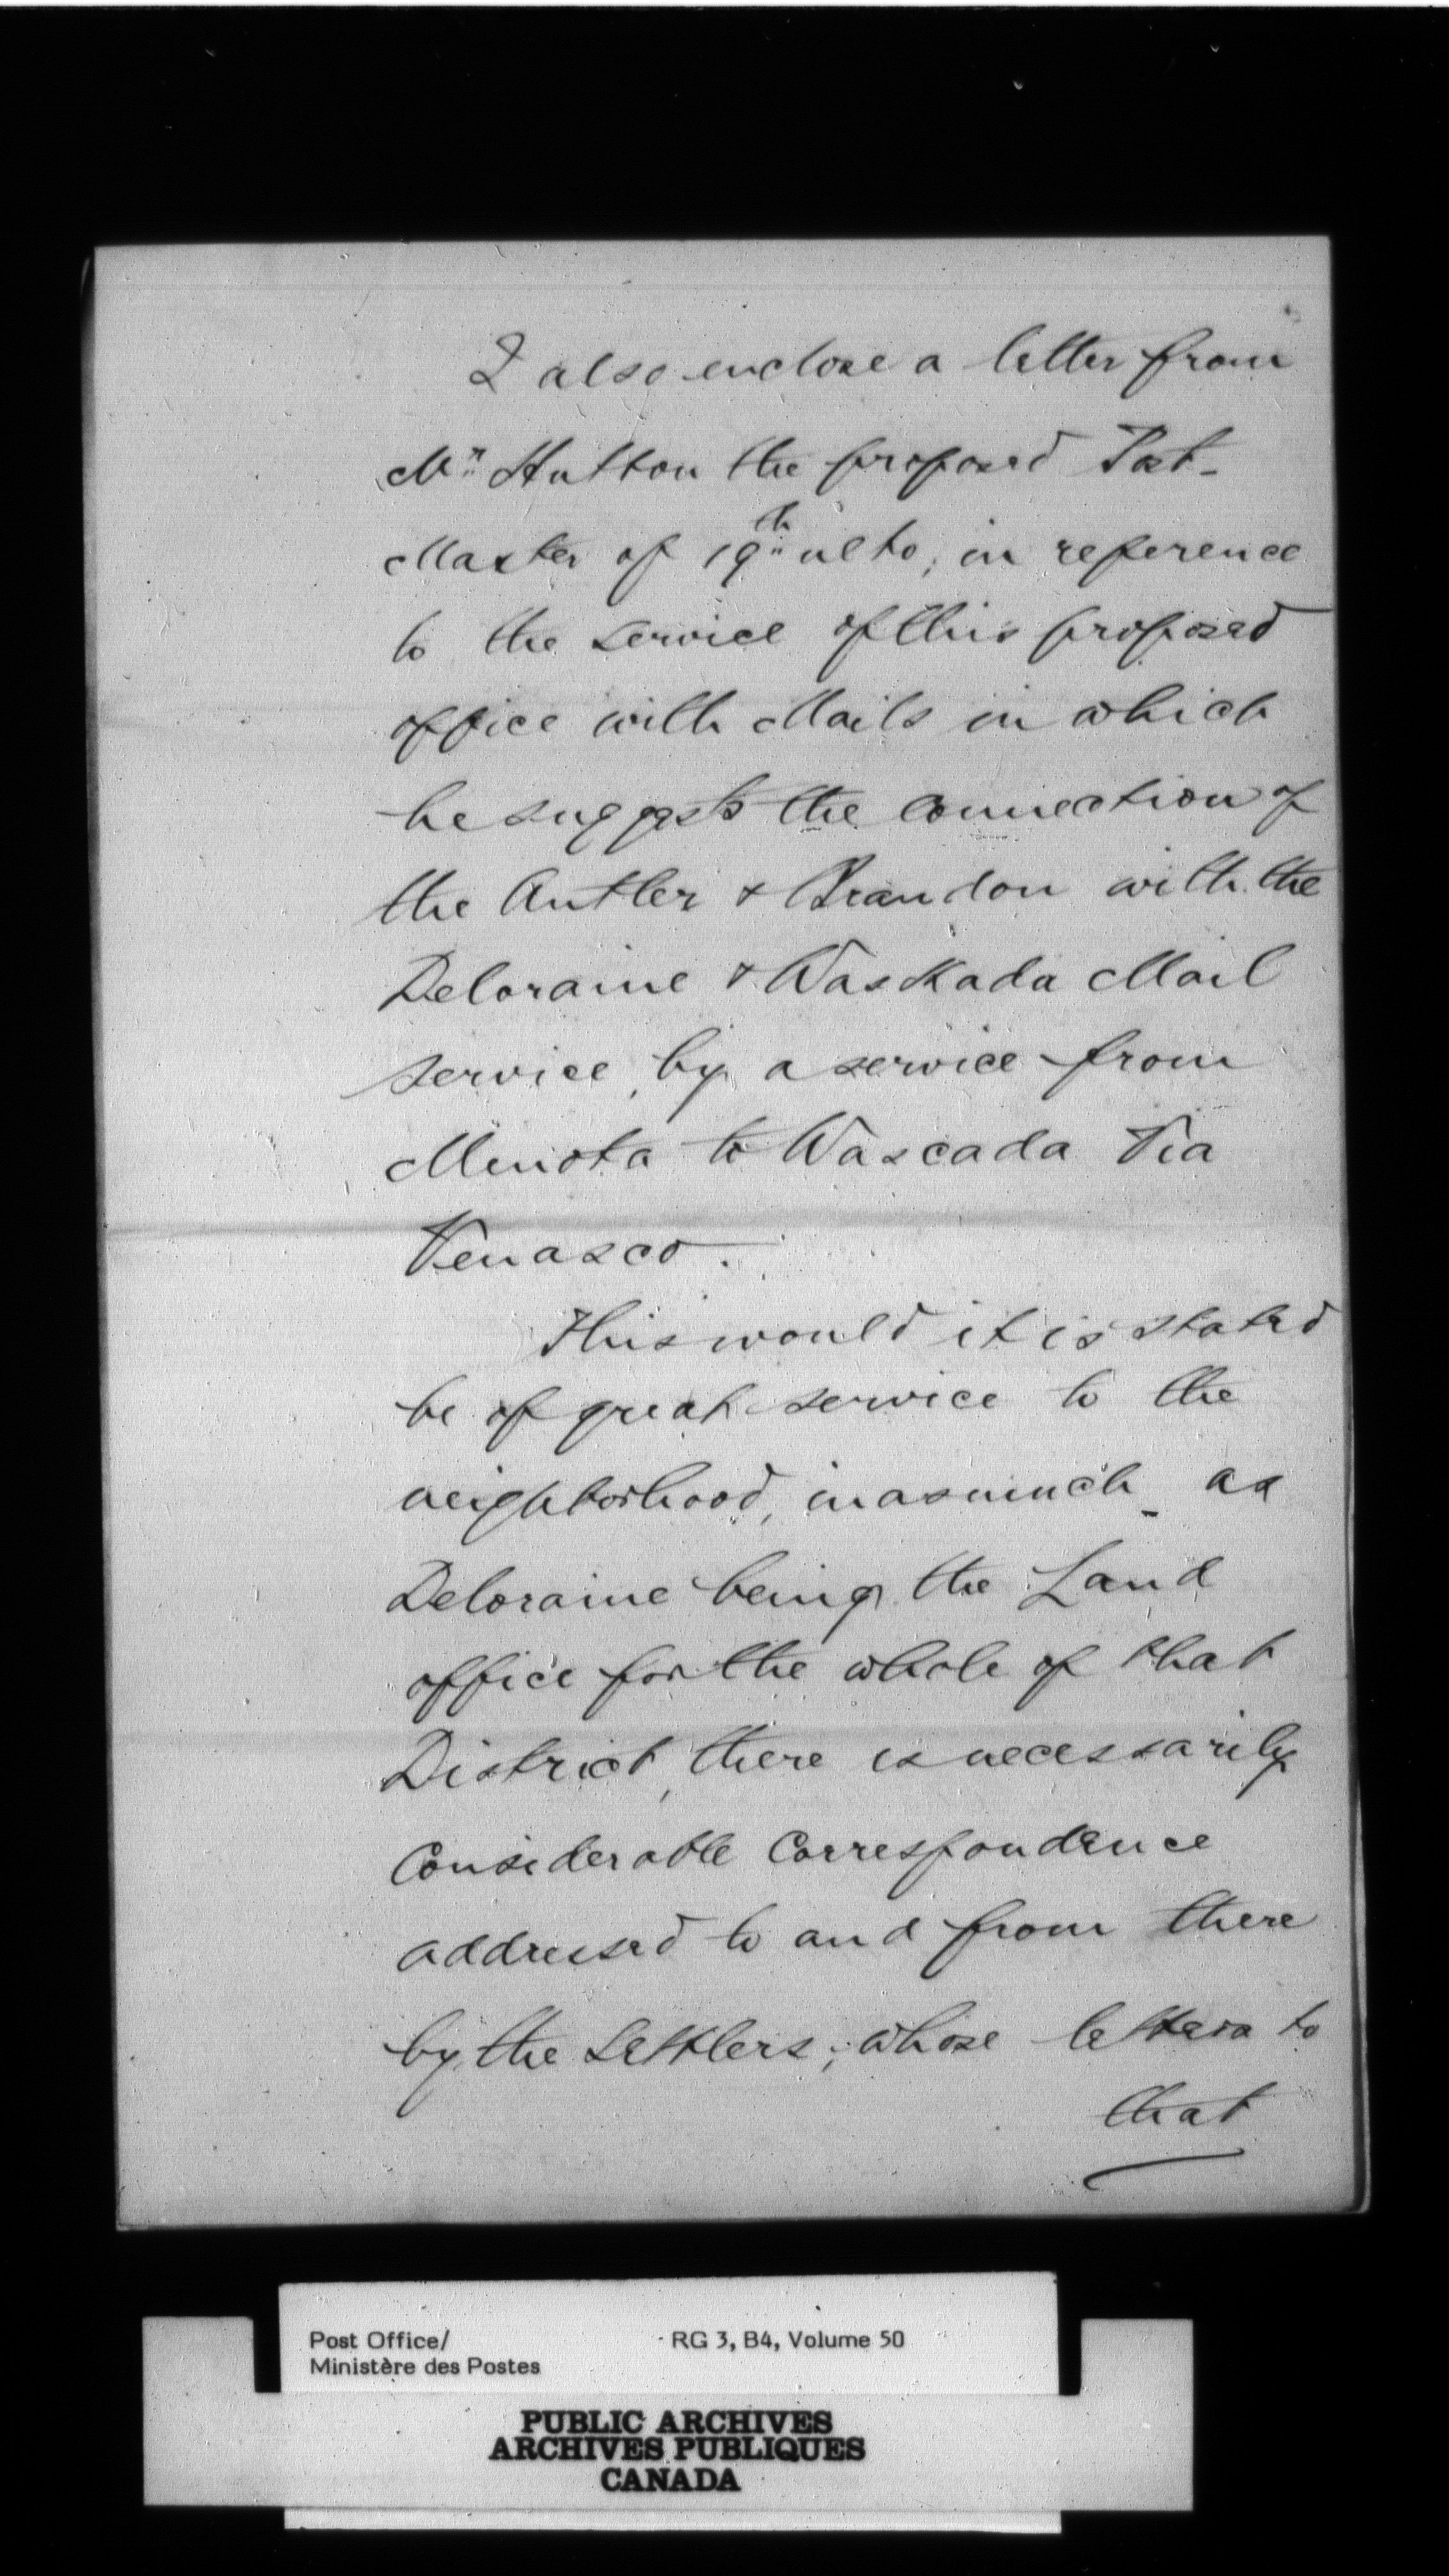 I also enclose a letter from
Mr Hutton the proposed Post-
Master of 19th ulto, in reference
to the service of this proposed
office with Mails in which
he suggests the connection of
the Antler & Brandon with the
Deloraine & Waskada Mail
service, by a service from
Menota to Wascada Via
Venasco.
This would it is stated
be of great service to the
neighborhood, inasmuch as
Deloraine being the Land
office for the whole of that
District, there is necessarily
Considerable Correspondence
addressed to and from there
by the Settlers; whose letters to
that
Post Office/ RG 3, B4, Volume 50
Ministère des Postes
PUBLIC ARCHIVES
ARCHIVES PUBLIQUES
CANADA